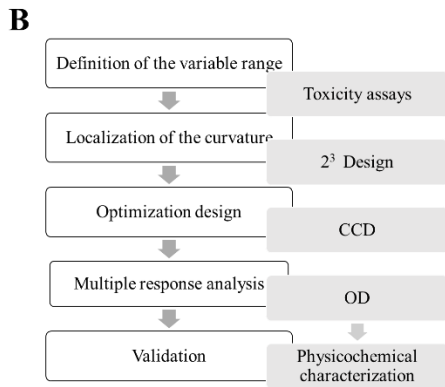 B
Definition of the variable range
Toxicity assays
Localization of the curvature
2³ Design
Optimization design
CCD
Multiple response analysis
OD
Validation
Physicochemical
characterization